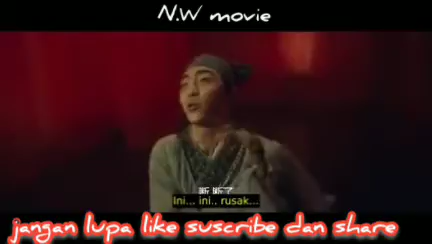 N.W movie
断 断了
Ini... ini.. rusak...
jangan lupa like suscribe dan share